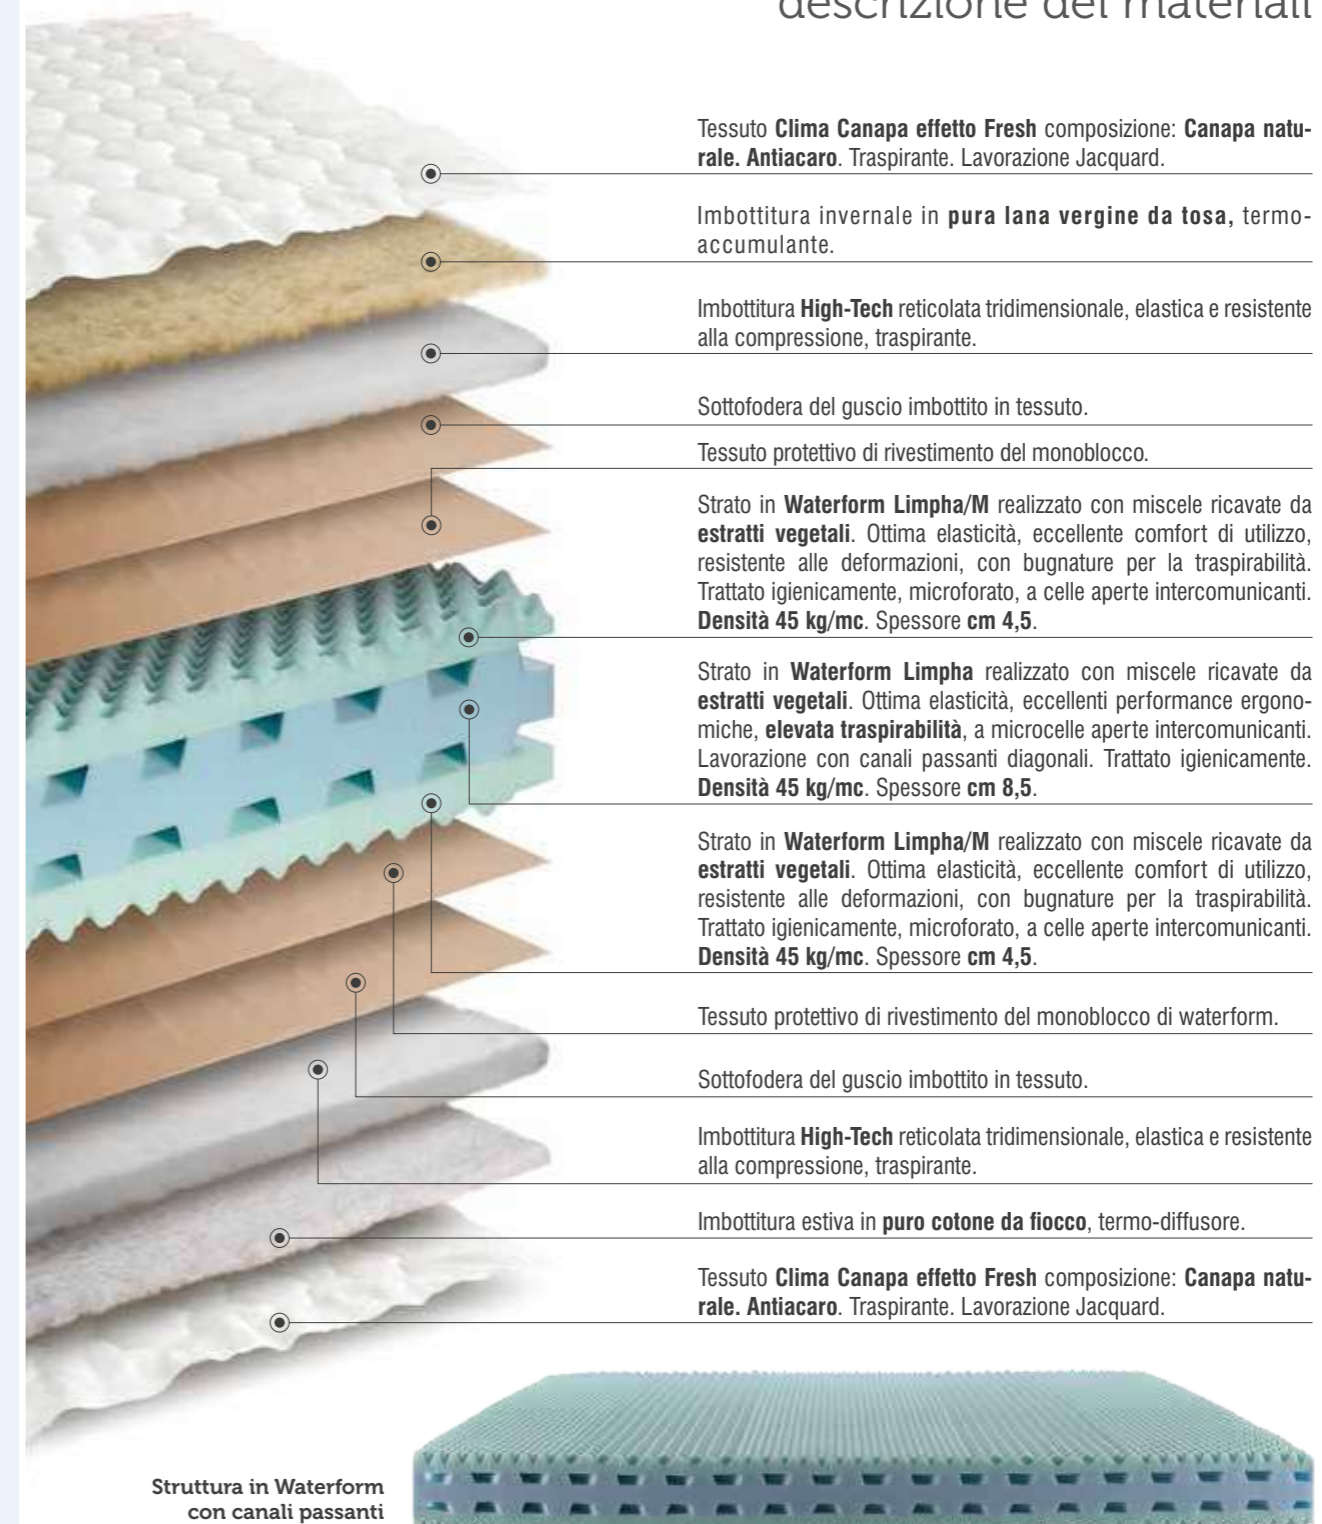 descrizione dei materiali
Tessuto Clima Canapa effetto Fresh composizione: Canapa natu-
rale. Antiacaro. Traspirante. Lavorazione Jacquard.
Imbottitura invernale in pura lana vergine da tosa, termo-
accumulante.
Imbottitura High-Tech reticolata tridimensionale, elastica e resistente
alla compressione, traspirante.
Sottofodera del guscio imbottito in tessuto.
Tessuto protettivo di rivestimento del monoblocco.
Strato in Waterform Limpha/M realizzato con miscele ricavate da
estratti vegetali. Ottima elasticità, eccellente comfort di utilizzo,
resistente alle deformazioni, con bugnature per la traspirabilità.
Trattato igienicamente, microforato, a celle aperte intercomunicanti.
Densità 45 kg/mc. Spessore cm 4,5.
Strato in Waterform Limpha realizzato con miscele ricavate da
estratti vegetali. Ottima elasticità, eccellenti performance ergono-
miche, elevata traspirabilità, a microcelle aperte intercomunicanti.
Lavorazione con canali passanti diagonali. Trattato igienicamente.
Densità 45 kg/mc. Spessore cm 8,5.
Strato in Waterform Limpha/M realizzato con miscele ricavate da
estratti vegetali. Ottima elasticità, eccellente comfort di utilizzo,
resistente alle deformazioni, con bugnature per la traspirabilità.
Trattato igienicamente, microforato, a celle aperte intercomunicanti.
Densità 45 kg/mc. Spessore cm 4,5.
Tessuto protettivo di rivestimento del monoblocco di waterform.
Sottofodera del guscio imbottito in tessuto.
Imbottitura High-Tech reticolata tridimensionale, elastica e resistente
alla compressione, traspirante.
Imbottitura estiva in puro cotone da fiocco, termo-diffusore.
Tessuto Clima Canapa effetto Fresh composizione: Canapa natu-
rale. Antiacaro. Traspirante. Lavorazione Jacquard.
Struttura in Waterform
con canali passanti